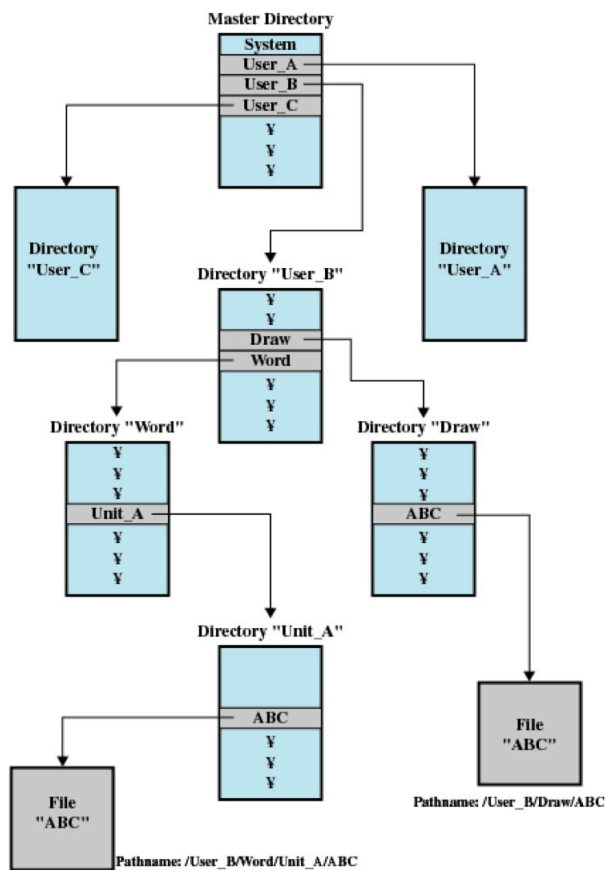 Master Directory
System
User_A
User_B
User_C
¥
¥
¥
Directory
"User_C"
Directory
"User_A"
Directory "User_B"
¥
¥
Draw
Word
¥
¥
¥
Directory "Word"
¥
¥
¥
Unit_A
¥
¥
¥
Directory "Draw"
¥
¥
¥
ABC
¥
¥
¥
Directory "Unit_A"
ABC
¥
¥
¥
File
"ABC"
Pathname: /User_B/Draw/ABC
File
"ABC"
Pathname: /User_B/Word/Unit_A/ABC